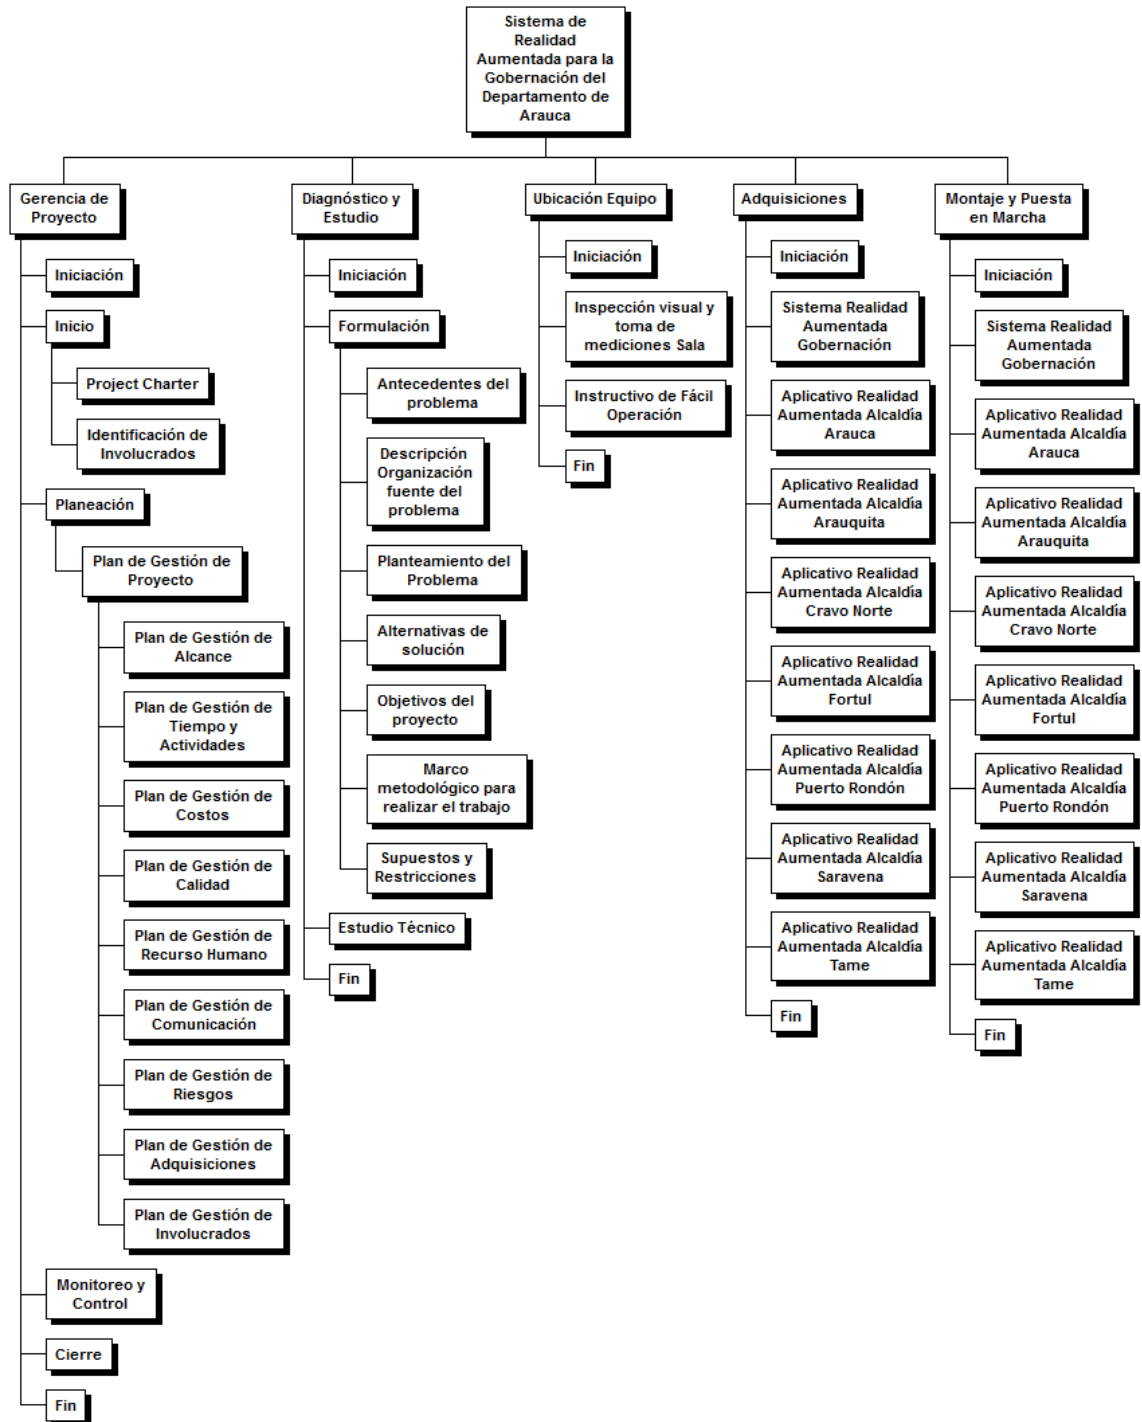 Sistema de
Realidad
Aumentada para la
Gobernación del
Departamento de
Arauca
Gerencia de
Proyecto
Iniciación
Inicio
Project Charter
Identificación de
Involucrados
Planeación
Plan de Gestión de
Proyecto
Plan de Gestión de
Alcance
Plan de Gestión de
Tiempo y
Actividades
Plan de Gestión de
Costos
Plan de Gestión de
Calidad
Plan de Gestión de
Recurso Humano
Plan de Gestión de
Comunicación
Plan de Gestión de
Riesgos
Plan de Gestión de
Adquisiciones
Plan de Gestión de
Involucrados
Monitoreo y
Control
Cierre
Fin
Diagnóstico y
Estudio
Iniciación
Formulación
Antecedentes del
problema
Descripción
Organización
fuente del
problema
Planteamiento del
Problema
Alternativas de
solución
Objetivos del
proyecto
Marco
metodológico para
realizar el trabajo
Supuestos y
Restricciones
Estudio Técnico
Fin
Ubicación Equipo
Iniciación
Inspección visual y
toma de
mediciones Sala
Instructivo de Fácil
Operación
Fin
Adquisiciones
Iniciación
Sistema Realidad
Aumentada
Gobernación
Aplicativo Realidad
Aumentada Alcaldía
Arauca
Aplicativo Realidad
Aumentada Alcaldía
Arauquita
Aplicativo Realidad
Aumentada Alcaldía
Cravo Norte
Aplicativo Realidad
Aumentada Alcaldía
Fortul
Aplicativo Realidad
Aumentada Alcaldía
Puerto Rondón
Aplicativo Realidad
Aumentada Alcaldía
Saravena
Aplicativo Realidad
Aumentada Alcaldía
Tame
Fin
Montaje y Puesta
en Marcha
Iniciación
Sistema Realidad
Aumentada
Gobernación
Aplicativo Realidad
Aumentada Alcaldía
Arauca
Aplicativo Realidad
Aumentada Alcaldía
Arauquita
Aplicativo Realidad
Aumentada Alcaldía
Cravo Norte
Aplicativo Realidad
Aumentada Alcaldía
Fortul
Aplicativo Realidad
Aumentada Alcaldía
Puerto Rondón
Aplicativo Realidad
Aumentada Alcaldía
Saravena
Aplicativo Realidad
Aumentada Alcaldía
Tame
Fin